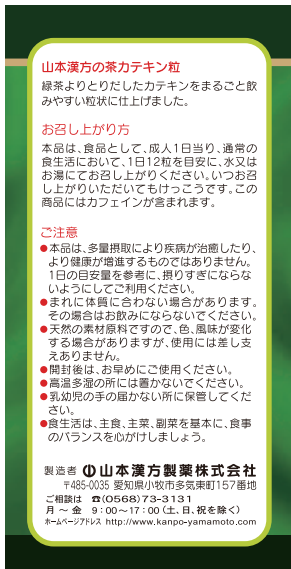 山本漢方の茶カテキン粒
緑茶よりとりだしたカテキンをまるごと飲
みやすい粒状に仕上げました。
お召し上がり方
本品は、食品として、成人1日当り、通常の
食生活において、1日12粒を目安に、水又は
お湯にてお召し上がりください。いつお召
し上がりいただいてもけっこうです。この
商品にはカフェインが含まれます。
ご注意
●本品は、多量摂取により疾病が治癒したり、
より健康が増進するものではありません。
1日の目安量を参考に、摂りすぎにならな
いようにしてご利用ください。
●まれに体質に合わない場合があります。
その場合はお飲みにならないでください。
●天然の素材原料ですので、色、風味が変化
する場合がありますが、使用には差し支
えありません。
●開封後は、お早めにご使用ください。
●高温多湿の所には置かないでください。
●乳幼児の手の届かない所に保管してくだ
さい。
●食生活は、主食、主菜、副菜を基本に、食事
のバランスを心がけしましょう。
製造者 山本漢方製薬株式会社
〒485-0035 愛知県小牧市多気東町157番地
ご相談は ☎(0568)73-3131
月〜金 9:00〜17:00(土、日、祝を除く)
ホームページアドレス http://www.kanpo-yamamoto.com